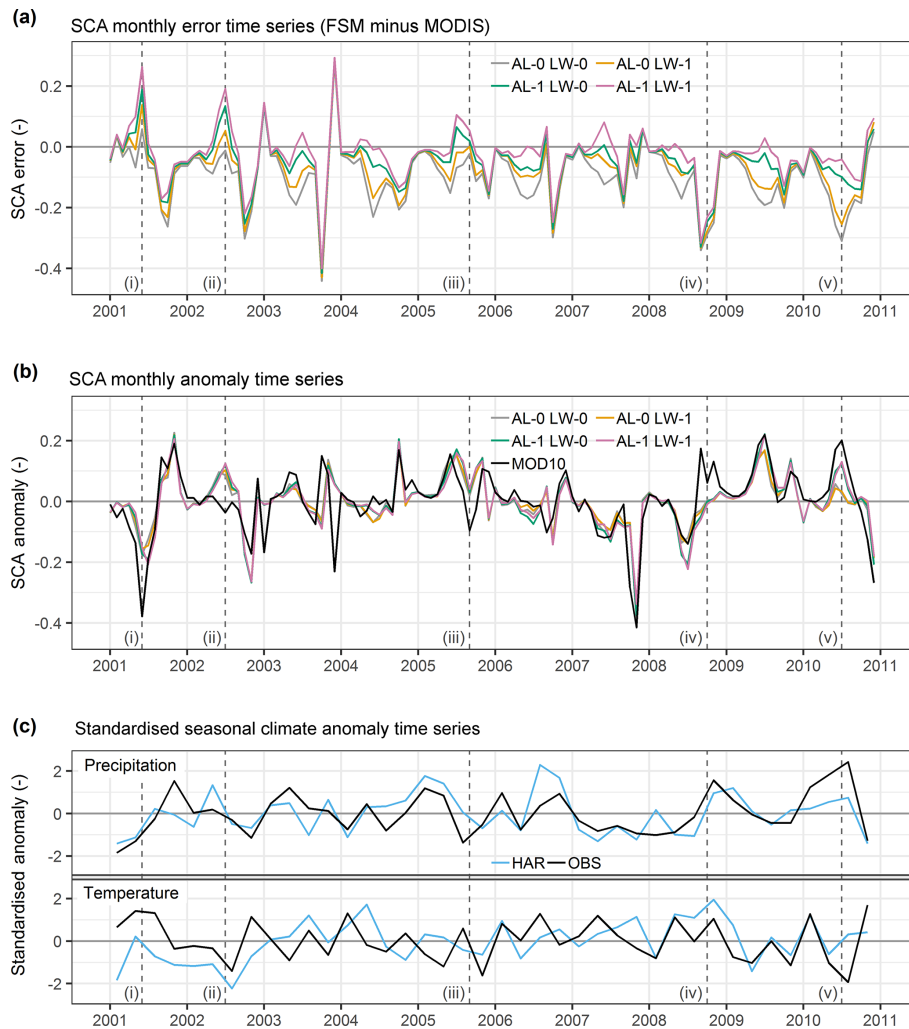 (a)
SCA monthly error time series (FSM minus MODIS)
AL-0 LW-0 AL-0 LW-1
AL-1 LW-0 AL-1 LW-1
SCA error (-)
0.2
0.0
-0.2
-0.4
(i) (ii) (iii) (iv) (v)
2001 2002 2003 2004 2005 2006 2007 2008 2009 2010 2011
(b)
SCA monthly anomaly time series
AL-0 LW-0 AL-0 LW-1
AL-1 LW-0 AL-1 LW-1
MOD10
SCA anomaly (-)
0.2
0.0
-0.2
-0.4
(i) (ii) (iii) (iv) (v)
2001 2002 2003 2004 2005 2006 2007 2008 2009 2010 2011
(c)
Standardised seasonal climate anomaly time series
Standardised anomaly (-)
Precipitation
2
0
-2
HAR OBS
Temperature
2
0
-2
(i) (ii) (iii) (iv) (v)
2001 2002 2003 2004 2005 2006 2007 2008 2009 2010 2011